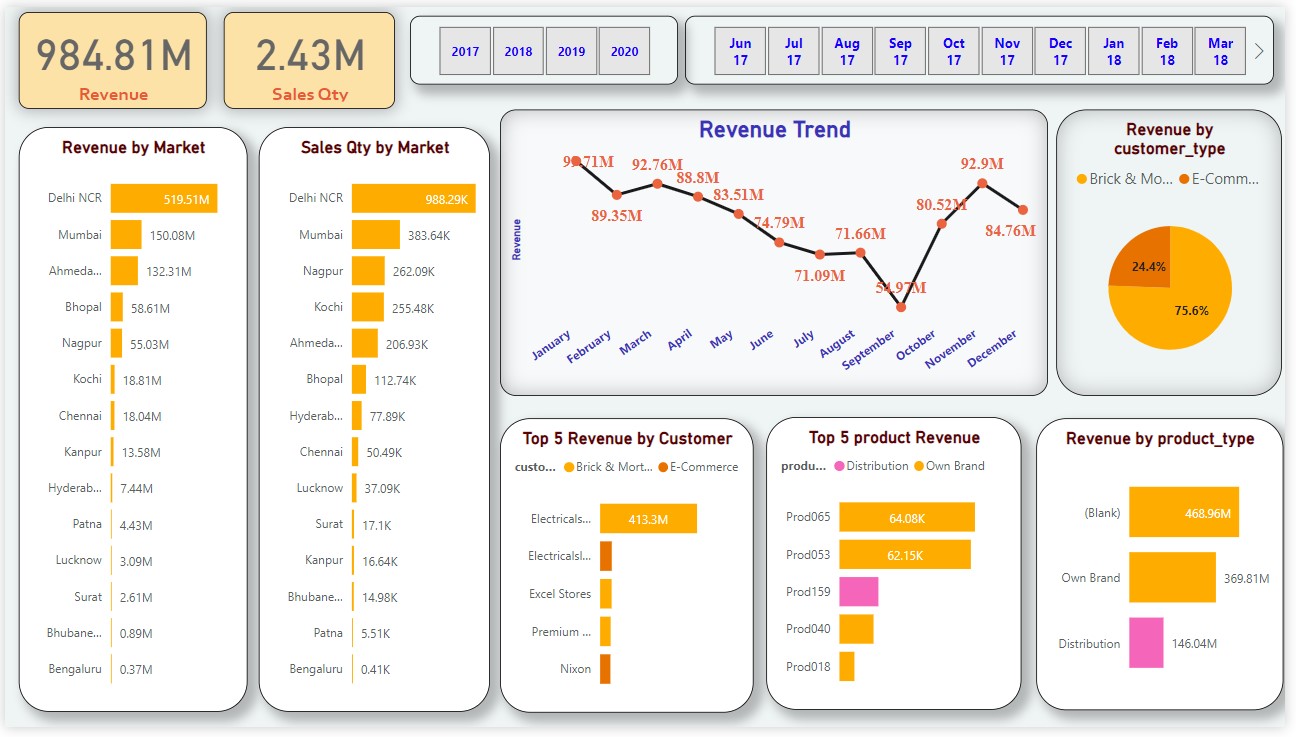 984.81M
Revenue
2.43M
Sales Qty
2017 2018 2019 2020
Jun 17 Jul 17 Aug 17 Sep 17 Oct 17 Nov 17 Dec 17 Jan 18 Feb 18 Mar 18
Revenue by Market
Delhi NCR 519.51M
Mumbai 150.08M
Ahmeda... 132.31M
Bhopal 58.61M
Nagpur 55.03M
Kochi 18.81M
Chennai 18.04M
Kanpur 13.58M
Hyderab... 7.44M
Patna 4.43M
Lucknow 3.09M
Surat 2.61M
Bhubane... 0.89M
Bengaluru 0.37M
Sales Qty by Market
Delhi NCR 988.29K
Mumbai 383.64K
Nagpur 262.09K
Kochi 255.48K
Ahmeda... 206.93K
Bhopal 112.74K
Hyderab... 77.89K
Chennai 50.49K
Lucknow 37.09K
Surat 17.1K
Kanpur 16.64K
Bhubane... 14.98K
Patna 5.51K
Bengaluru 0.41K
Revenue Trend
Revenue
89.35M
92.76M
88.8M
83.51M
74.79M
71.09M
71.66M
54.97M
80.52M
92.9M
84.76M
January February March April May June July August September October November December
Revenue by
customer_type
Brick & Mo... E-Comm...
24.4%
75.6%
Top 5 Revenue by Customer
custo... Brick & Mort... E-Commerce
Electricals... 413.3M
Electricalsl...
Excel Stores
Premium ...
Nixon
Top 5 product Revenue
produ... Distribution Own Brand
Prod065 64.08K
Prod053 62.15K
Prod159
Prod040
Prod018
Revenue by product_type
(Blank) 468.96M
Own Brand 369.81M
Distribution 146.04M